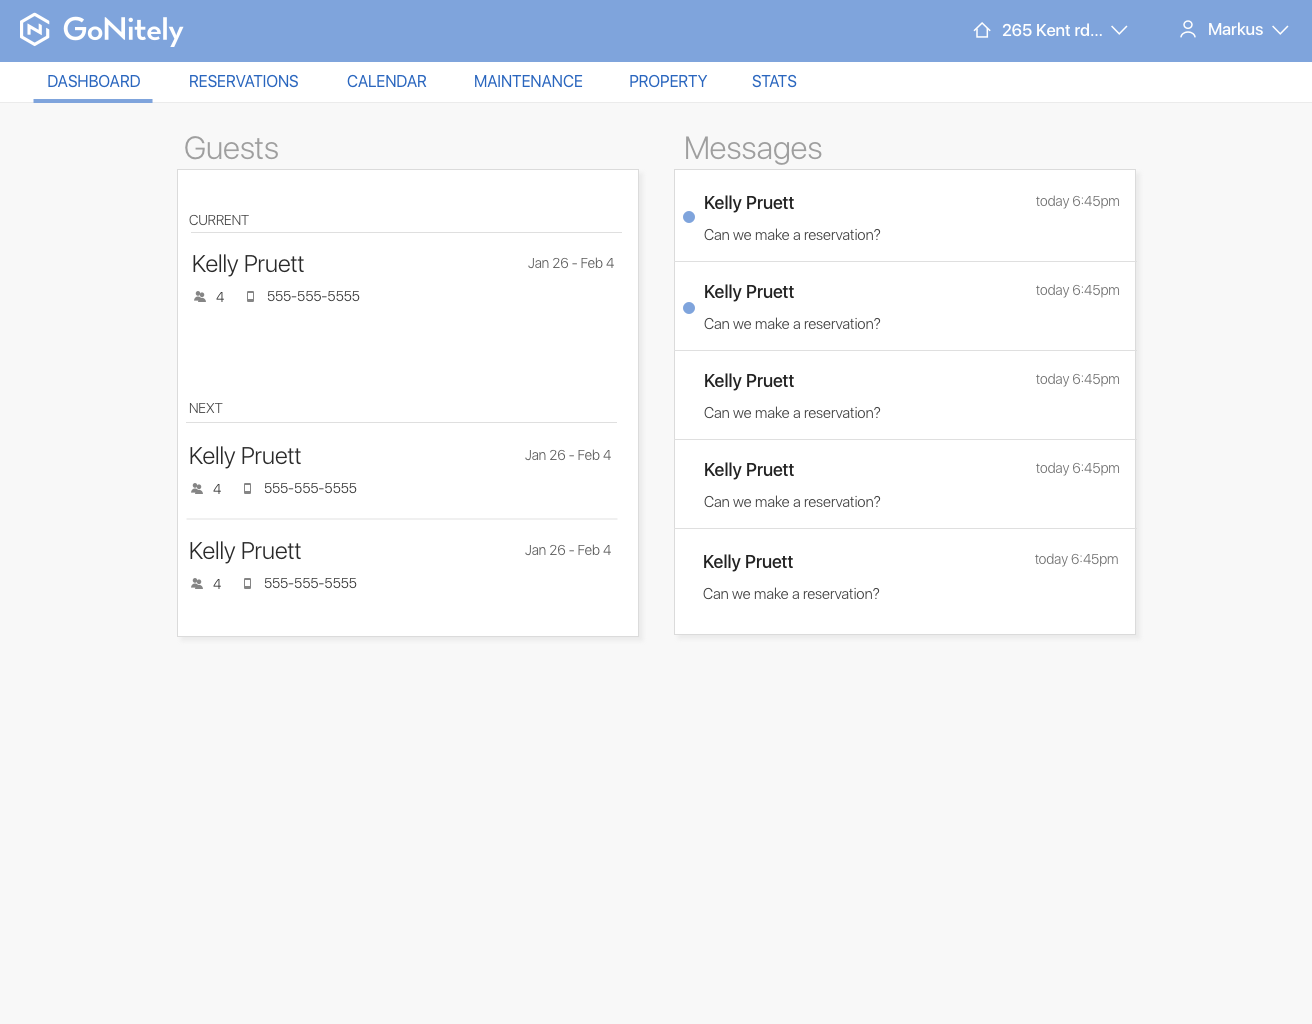 GoNitely
265 Kent rd...
Markus
DASHBOARD RESERVATIONS CALENDAR MAINTENANCE PROPERTY STATS
Guests
CURRENT
Kelly Pruett
Jan 26 - Feb 4
4 555-555-5555
NEXT
Kelly Pruett
Jan 26 - Feb 4
4 555-555-5555
Kelly Pruett
Jan 26 - Feb 4
4 555-555-5555
Messages
Kelly Pruett
today 6:45pm
Can we make a reservation?
Kelly Pruett
today 6:45pm
Can we make a reservation?
Kelly Pruett
today 6:45pm
Can we make a reservation?
Kelly Pruett
today 6:45pm
Can we make a reservation?
Kelly Pruett
today 6:45pm
Can we make a reservation?